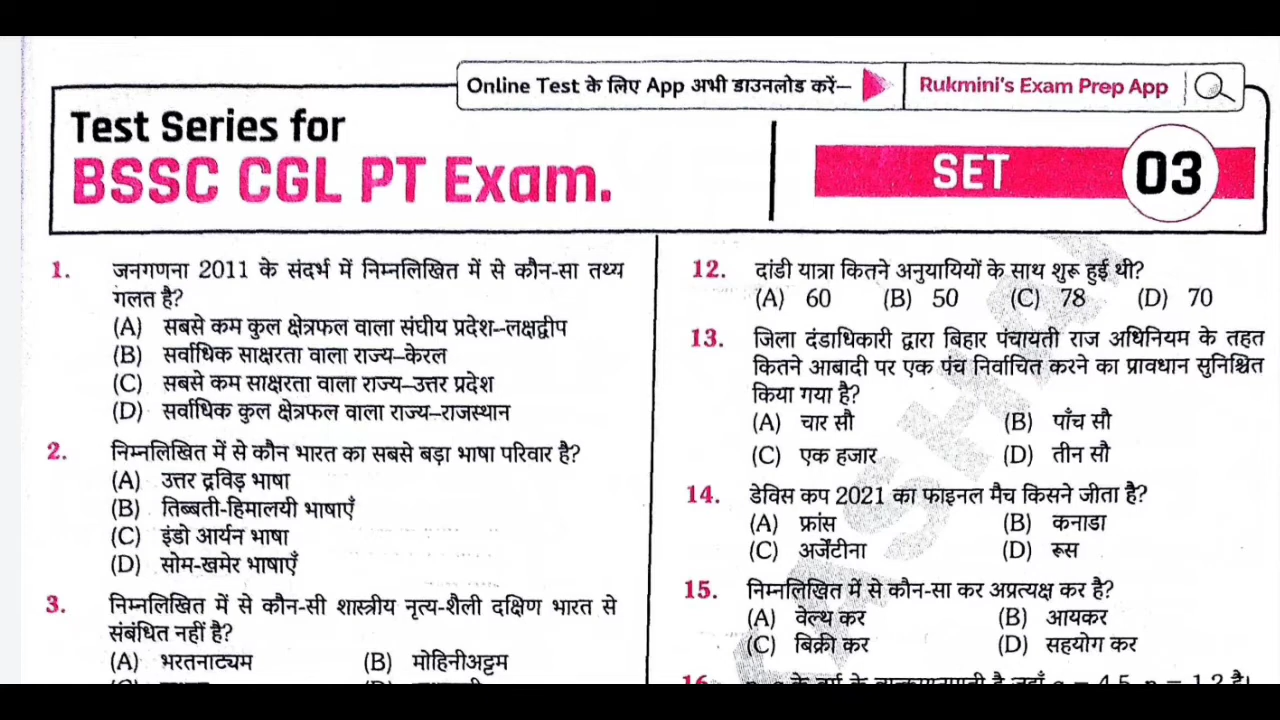 Online Test के लिए App अभी डाउनलोड करें–
Rukmini's Exam Prep App
Test Series for
BSSC CGL PT Exam.
SET 03
1. जनगणना 2011 के संदर्भ में निम्नलिखित में से कौन-सा तथ्य
गलत है?
(A) सबसे कम कुल क्षेत्रफल वाला संघीय प्रदेश–लक्षद्वीप
(B) सर्वाधिक साक्षरता वाला राज्य–केरल
(C) सबसे कम साक्षरता वाला राज्य–उत्तर प्रदेश
(D) सर्वाधिक कुल क्षेत्रफल वाला राज्य–राजस्थान
2. निम्नलिखित में से कौन भारत का सबसे बड़ा भाषा परिवार है?
(A) उत्तर द्रविड़ भाषा
(B) तिब्बती-हिमालयी भाषाएँ
(C) इंडो आर्यन भाषा
(D) सोम-खमेर भाषाएँ
3. निम्नलिखित में से कौन-सी शास्त्रीय नृत्य-शैली दक्षिण भारत से
संबंधित नहीं है?
(A) भरतनाट्यम (B) मोहिनीअट्टम
12. दांडी यात्रा कितने अनुयायियों के साथ शुरू हुई थी?
(A) 60 (B) 50 (C) 78 (D) 70
13. जिला दंडाधिकारी द्वारा बिहार पंचायती राज अधिनियम के तहत
कितने आबादी पर एक पंच निर्वाचित करने का प्रावधान सुनिश्चित
किया गया है?
(A) चार सौ (B) पाँच सौ
(C) एक हजार (D) तीन सौ
14. डेविस कप 2021 का फाइनल मैच किसने जीता है?
(A) फ्रांस (B) कनाडा
(C) अर्जेंटीना (D) रूस
15. निम्नलिखित में से कौन-सा कर अप्रत्यक्ष कर है?
(A) वेल्थ कर (B) आयकर
(C) बिक्री कर (D) सहयोग कर